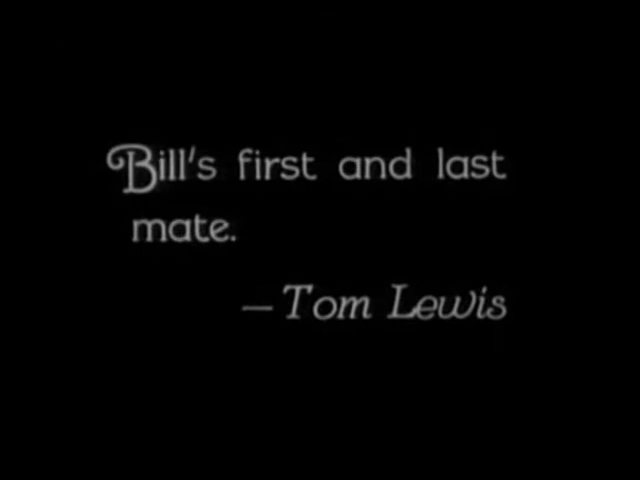 Bill's first and last
mate.
—Tom Lewis